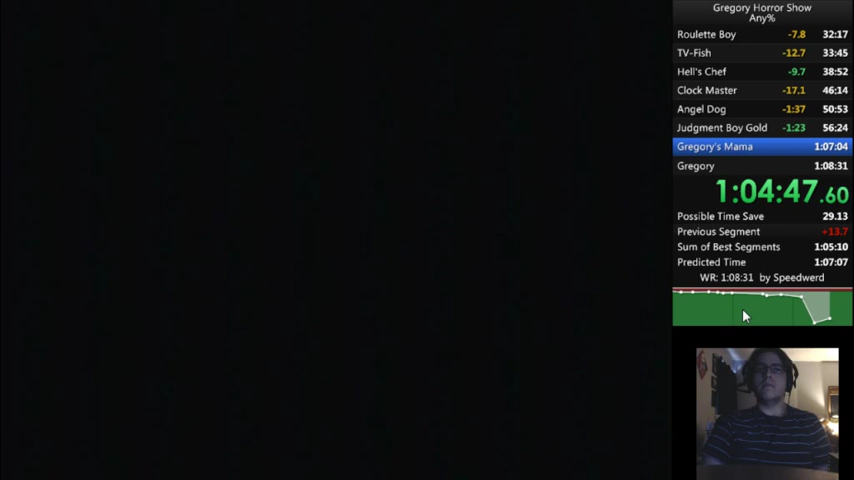 Gregory Horror Show
Any%
Roulette Boy -7.8 32:17
TV-Fish -12.7 33:45
Hell's Chef -9.7 38:52
Clock Master -17.1 46:14
Angel Dog -1:37 50:53
Judgment Boy Gold -1:23 56:24
Gregory's Mama 1:07:04
Gregory 1:08:31
1:04:47.60
Possible Time Save 29.13
Previous Segment +13.7
Sum of Best Segments 1:05:10
Predicted Time 1:07:07
WR: 1:08:31 by Speedwerd